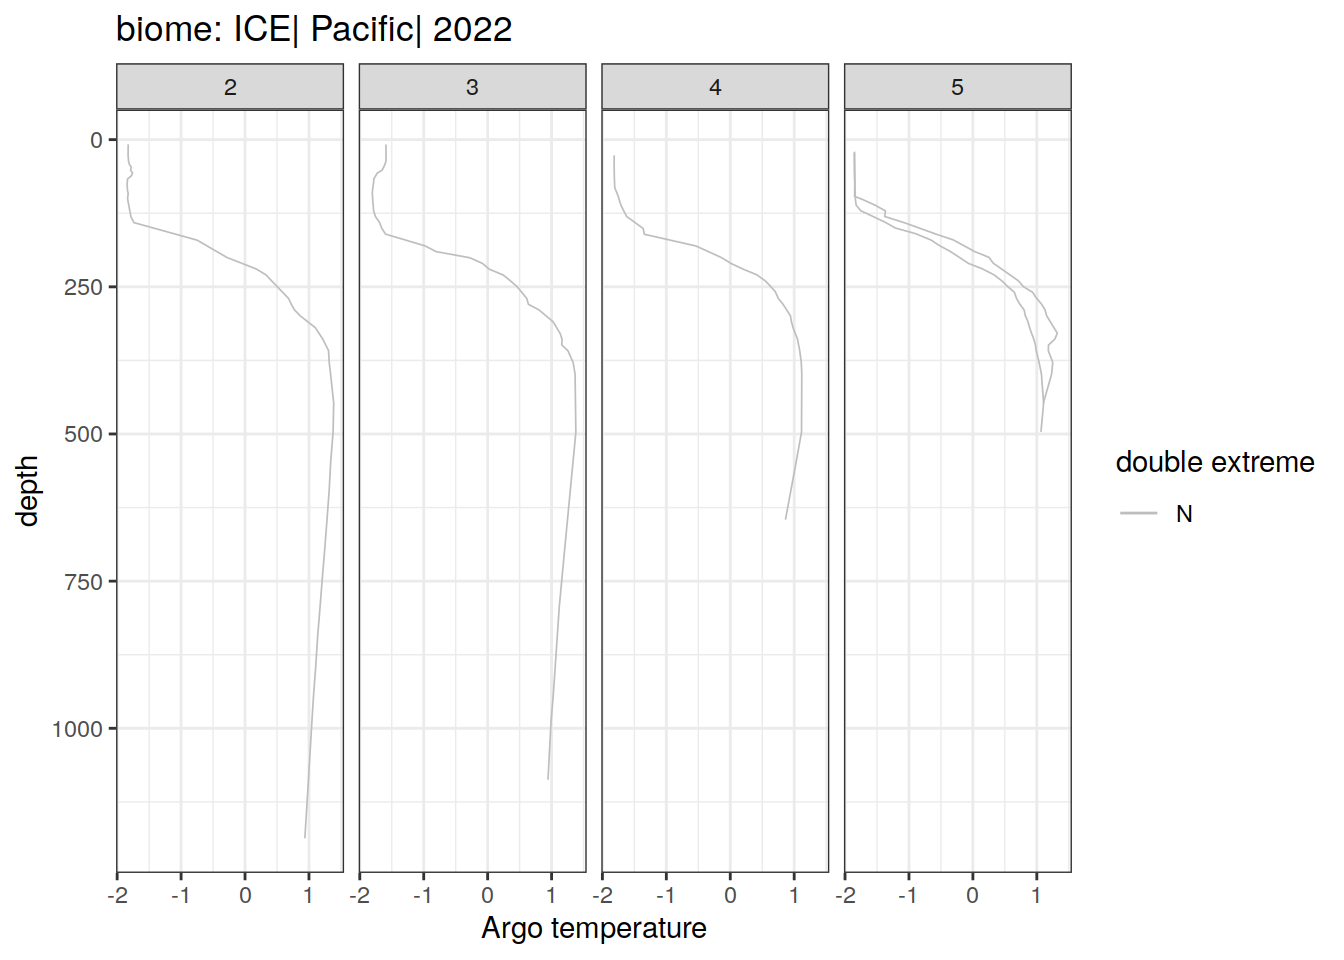 biome: ICE| Pacific| 2022
2 3 4 5
0
250
500
750
1000
depth
-2 -1 0 1 -2 -1 0 1 -2 -1 0 1 -2 -1 0 1
Argo temperature
double extreme
N